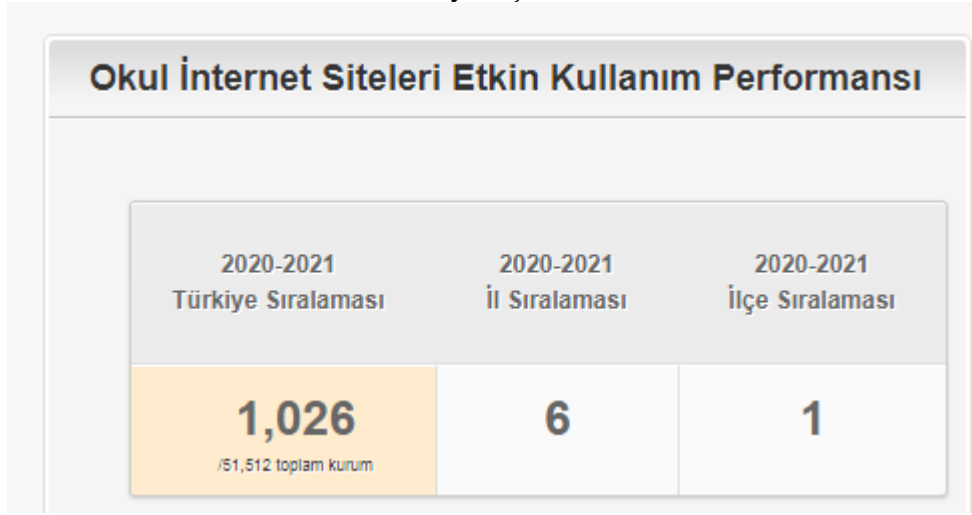 Okul İnternet Siteleri Etkin Kullanım Performansı
2020-2021
Türkiye Sıralaması
2020-2021
İl Sıralaması
2020-2021
İlçe Sıralaması
1,026
/51,512 toplam kurum
6
1